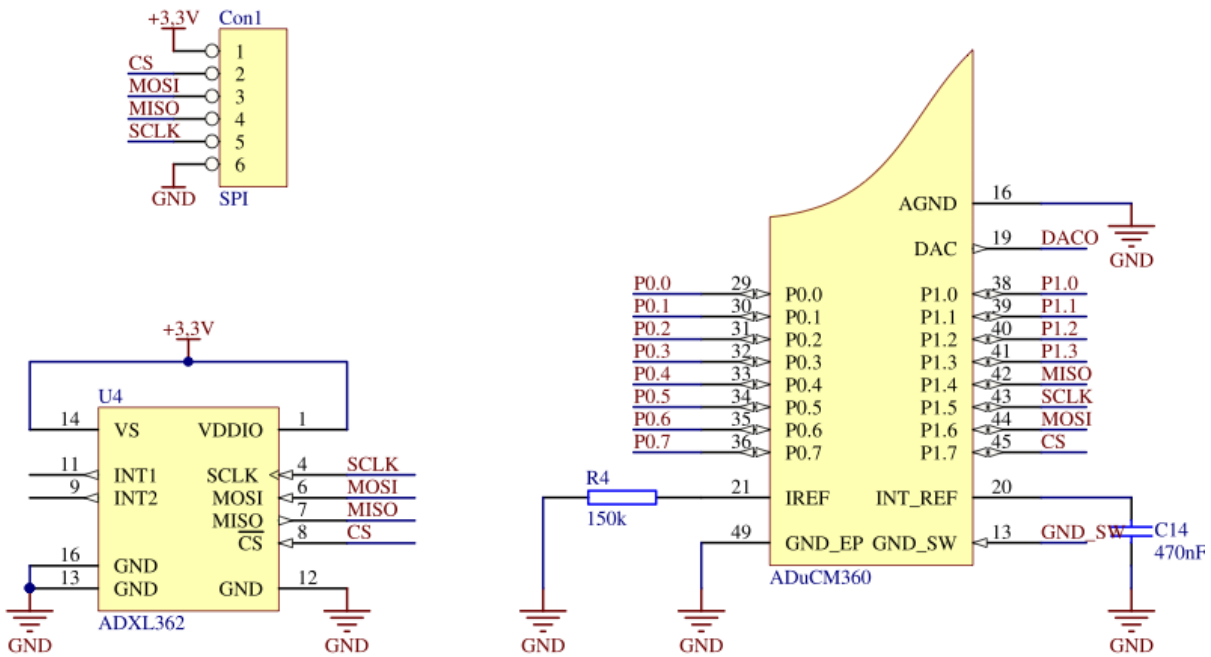 +3,3V Con1
1
CS 2
MOSI 3
MISO 4
SCLK 5
6
GND SPI
AGND 16
DAC 19 DACO
GND
P0.0 29 P0.0 P1.0 38 P1.0
P0.1 30 P0.1 P1.1 39 P1.1
P0.2 31 P0.2 P1.2 40 P1.2
P0.3 32 P0.3 P1.3 41 P1.3
P0.4 33 P0.4 P1.4 42 MISO
P0.5 34 P0.5 P1.5 43 SCLK
P0.6 35 P0.6 P1.6 44 MOSI
P0.7 36 P0.7 P1.7 45 CS
R4 21 IREF INT_REF 20
150k
49 GND_EP GND_SW 13 GND_SW C14
470nF
ADuCM360
GND GND GND
+3,3V
U4
14 VS VDDIO 1
11 INT1 SCLK 4 SCLK
9 INT2 MOSI 6 MOSI
MISO 7 MISO
CS 8 CS
16 GND
13 GND GND 12
ADXL362
GND GND